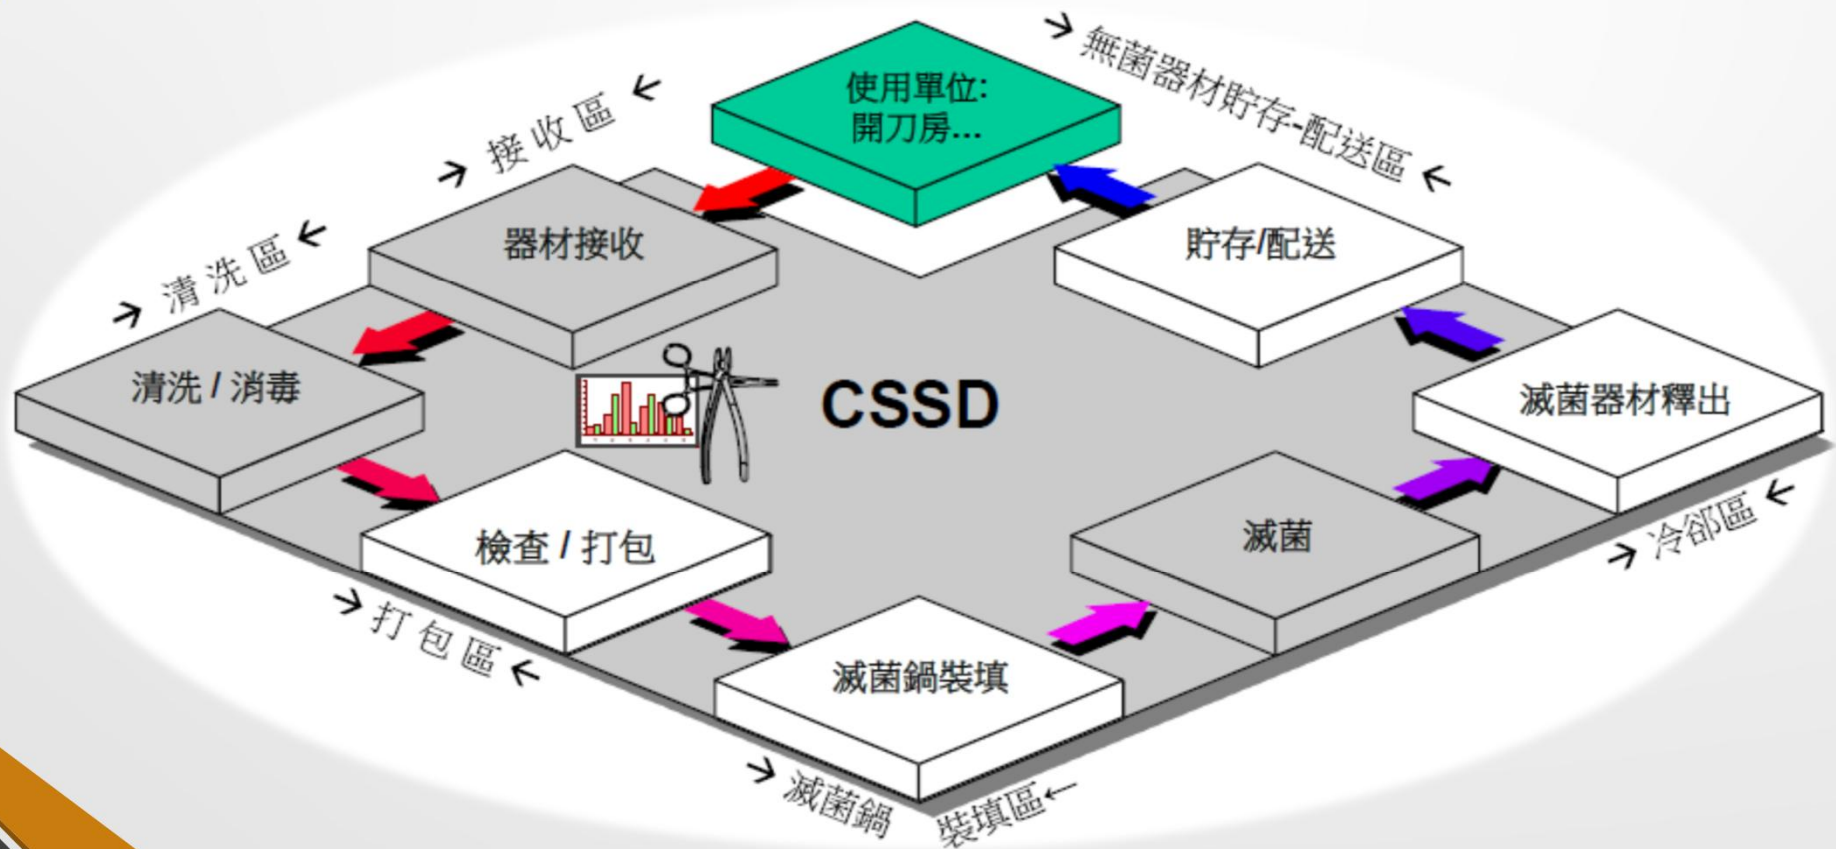 使用單位:
開刀房...
→ 無菌器材貯存-配送區 ←
→ 接收區 ←
器材接收
貯存/配送
→ 清洗區 ←
清洗 / 消毒
CSSD
滅菌器材釋出
檢查 / 打包
滅菌
→ 冷郤區 ←
→ 打包區 ←
滅菌鍋裝填
→ 滅菌鍋 裝填區←